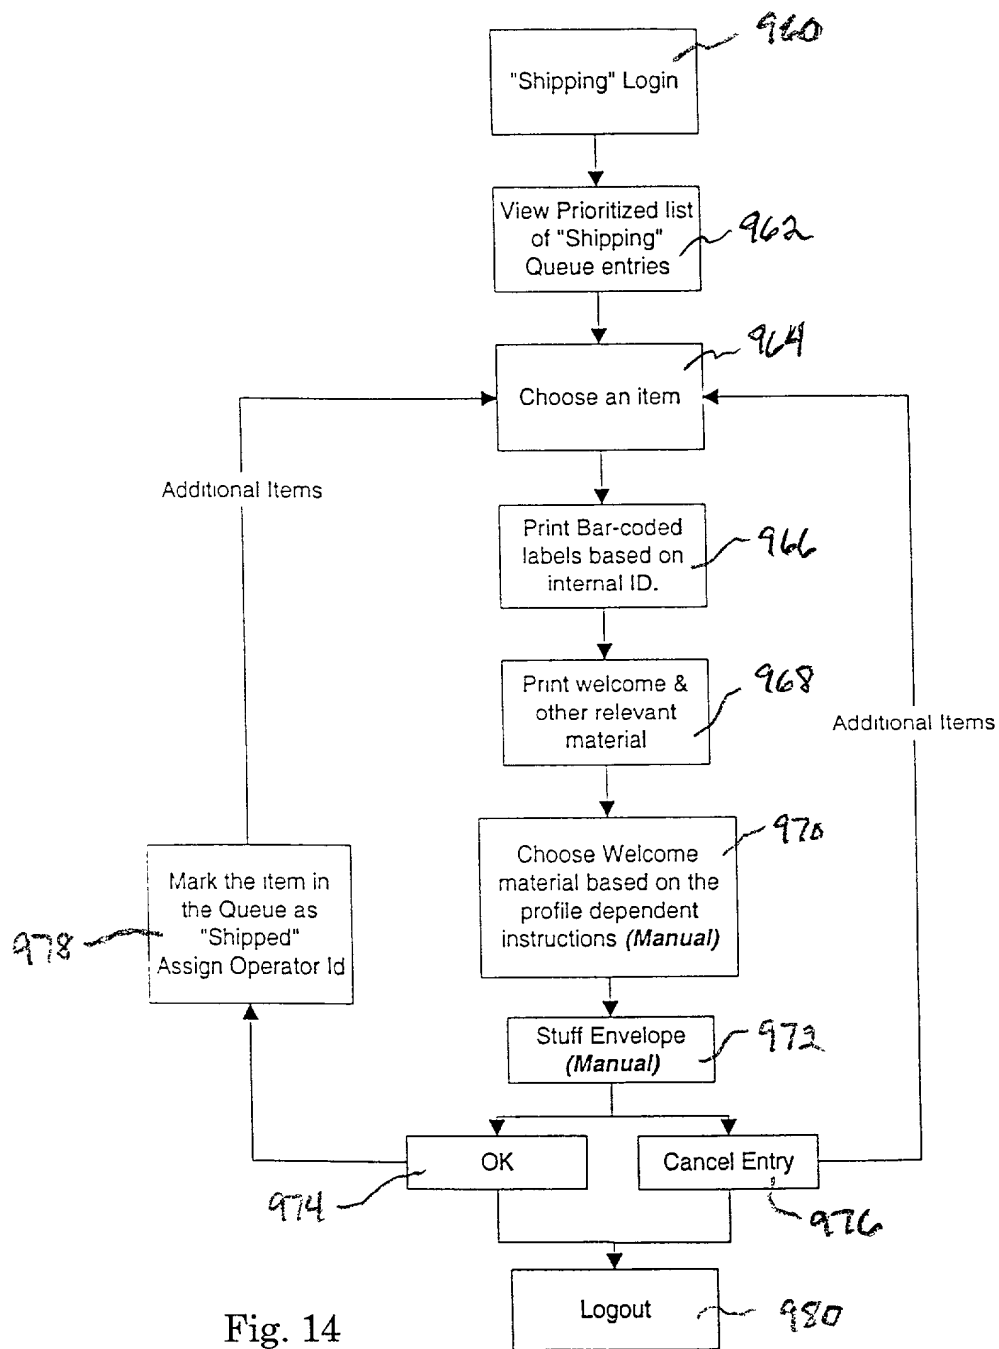 960
"Shipping" Login
View Prioritized list
of "Shipping"
Queue entries
962
964
Choose an item
Additional Items
Print Bar-coded
labels based on
internal ID.
966
Print welcome &
other relevant
material
968
Additional Items
970
Choose Welcome
material based on the
profile dependent
instructions (Manual)
Mark the item in
the Queue as
"Shipped"
Assign Operator Id
978
Stuff Envelope
(Manual)
972
OK
Cancel Entry
974
976
Logout
980
Fig. 14